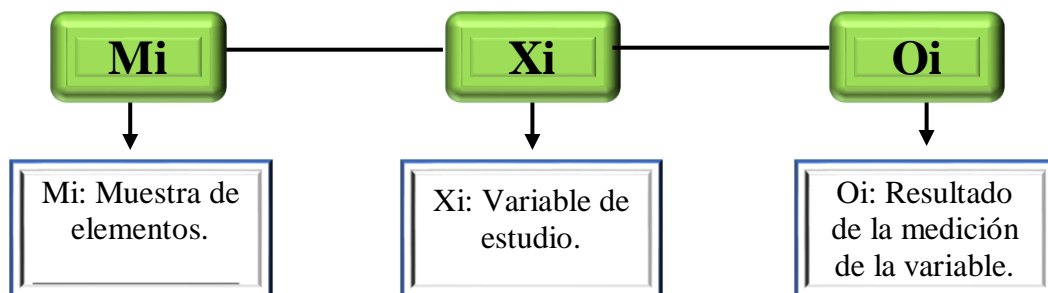 Mi
Xi
Oi
Mi: Muestra de
elementos.
Xi: Variable de
estudio.
Oi: Resultado
de la medición
de la variable.